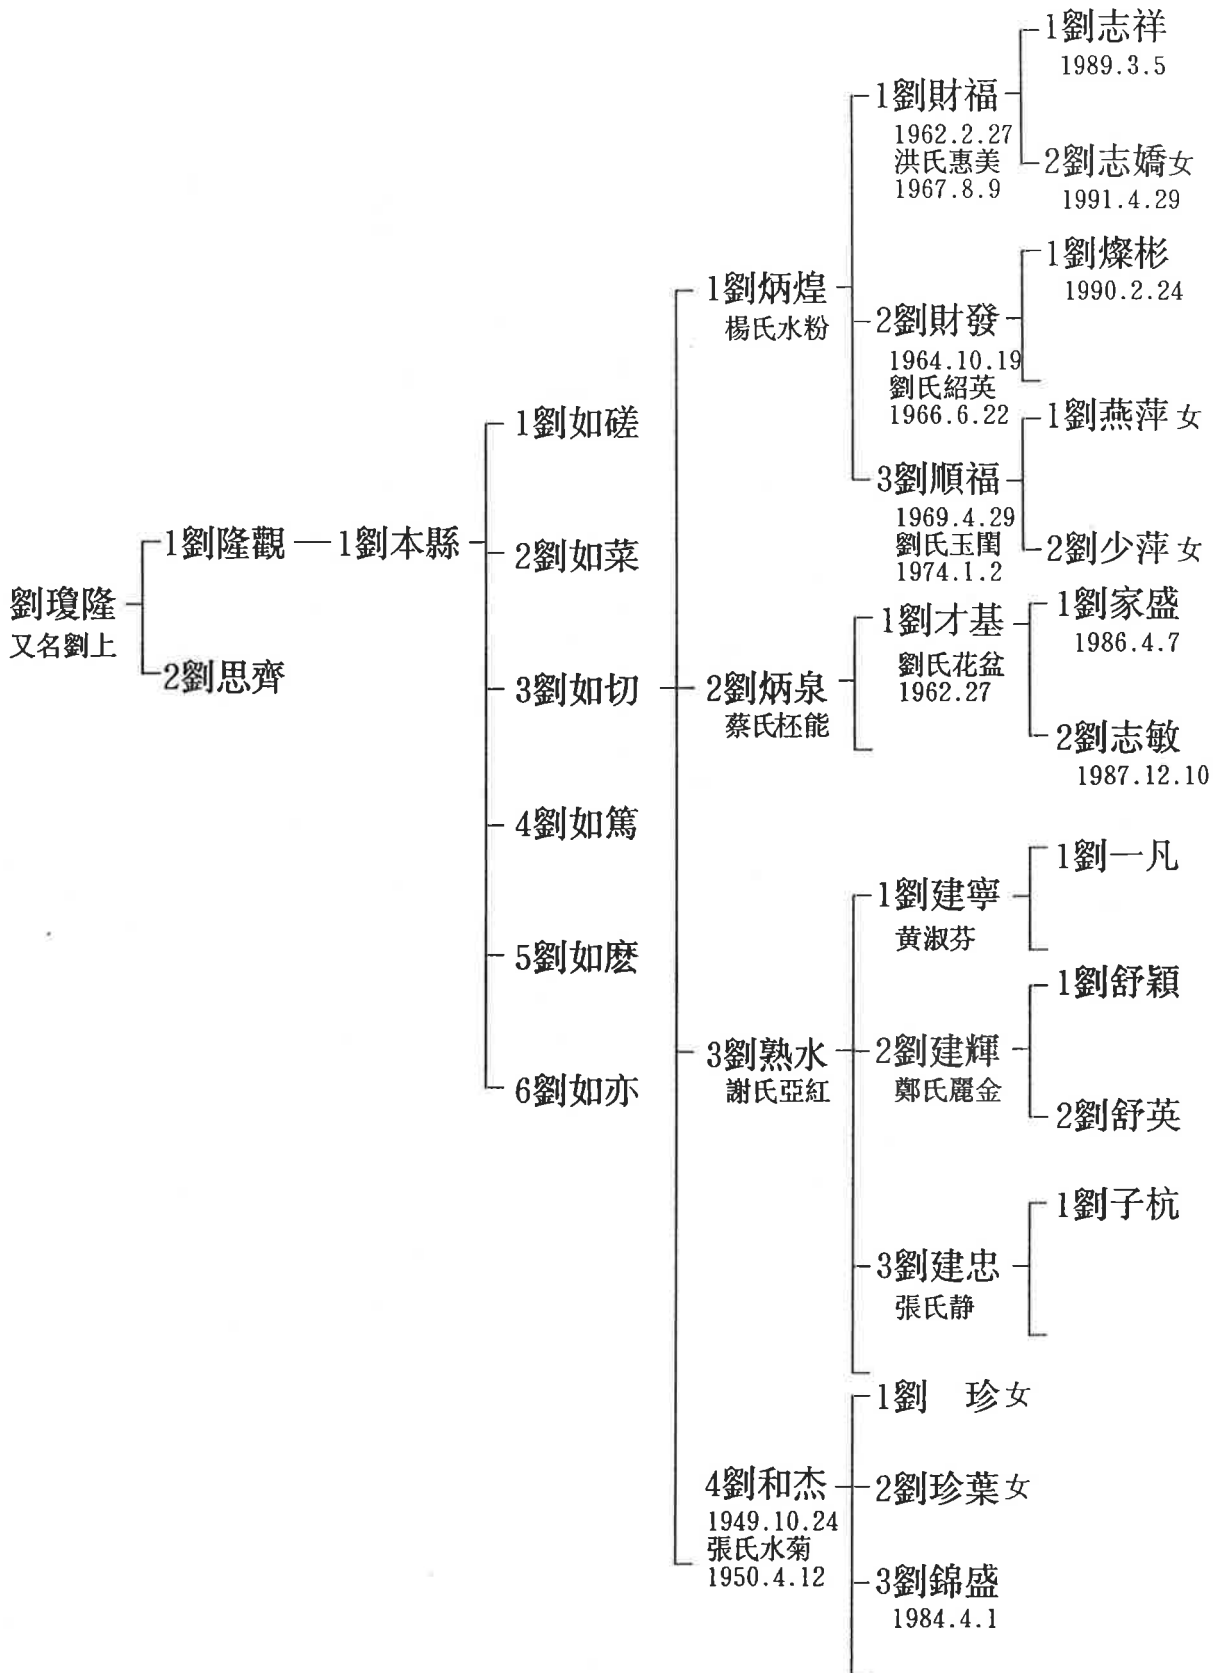 劉瓊隆
又名劉上
1劉隆觀
2劉思齊
1劉本縣
1劉如磋
2劉如菜
3劉如切
4劉如篤
5劉如麽
6劉如亦
1劉炳煌
楊氏水粉
2劉炳泉
蔡氏柸能
3劉熟水
謝氏亞紅
4劉和杰
1949.10.24
張氏水菊
1950.4.12
1劉財福
1962.2.27
洪氏惠美
1967.8.9
2劉財發
1964.10.19
劉氏紹英
1966.6.22
3劉順福
1969.4.29
劉氏玉閨
1974.1.2
1劉才基
劉氏花盆
1962.27
1劉建寧
黄淑芬
2劉建輝
鄭氏麗金
3劉建忠
張氏静
1劉　珍女
2劉珍葉女
3劉錦盛
1984.4.1
1劉志祥
1989.3.5
2劉志嬌女
1991.4.29
1劉燦彬
1990.2.24
1劉燕萍女
2劉少萍女
1劉家盛
1986.4.7
2劉志敏
1987.12.10
1劉一凡
1劉舒穎
2劉舒英
1劉子杭